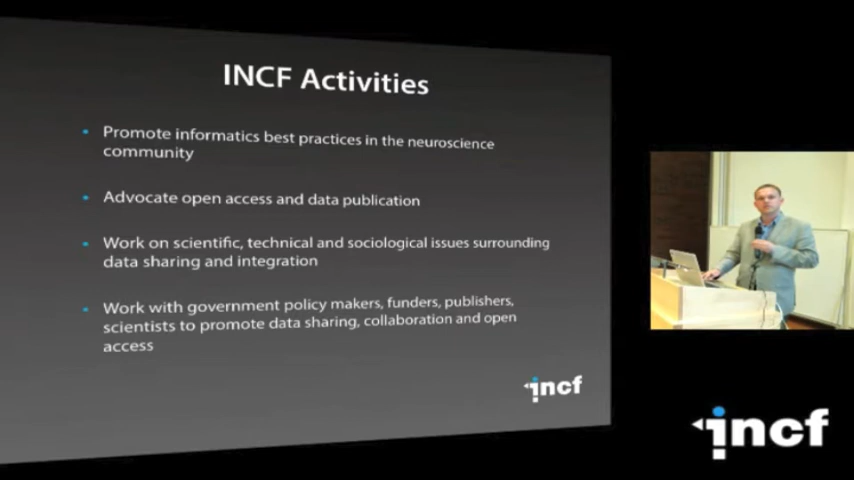 INCF Activities
Promote informatics best practices in the neuroscience
community
Advocate open access and data publication
Work on scientific, technical and sociological issues surrounding
data sharing and integration
Work with government policy makers, funders, publishers,
scientists to promote data sharing, collaboration and open
access
incf
incf